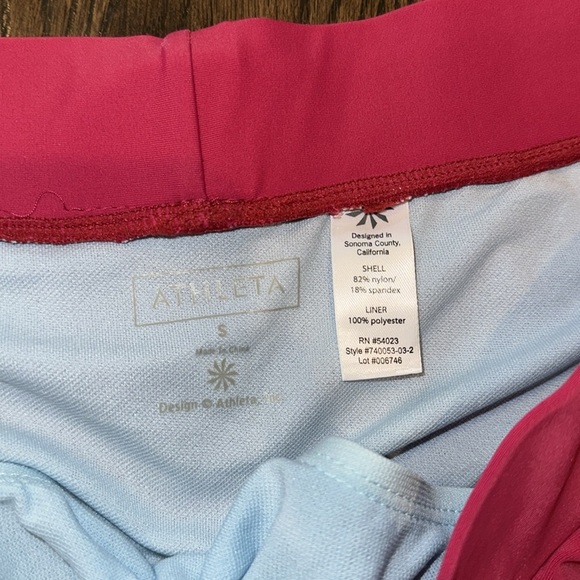 ATHLETA
S
Made In China
Design © Athleta, Inc.
Designed in
Sonoma County,
California
SHELL
82% nylon/
18% spandex
LINER
100% polyester
RN #54023
Style #740053-03-2
Lot #006746